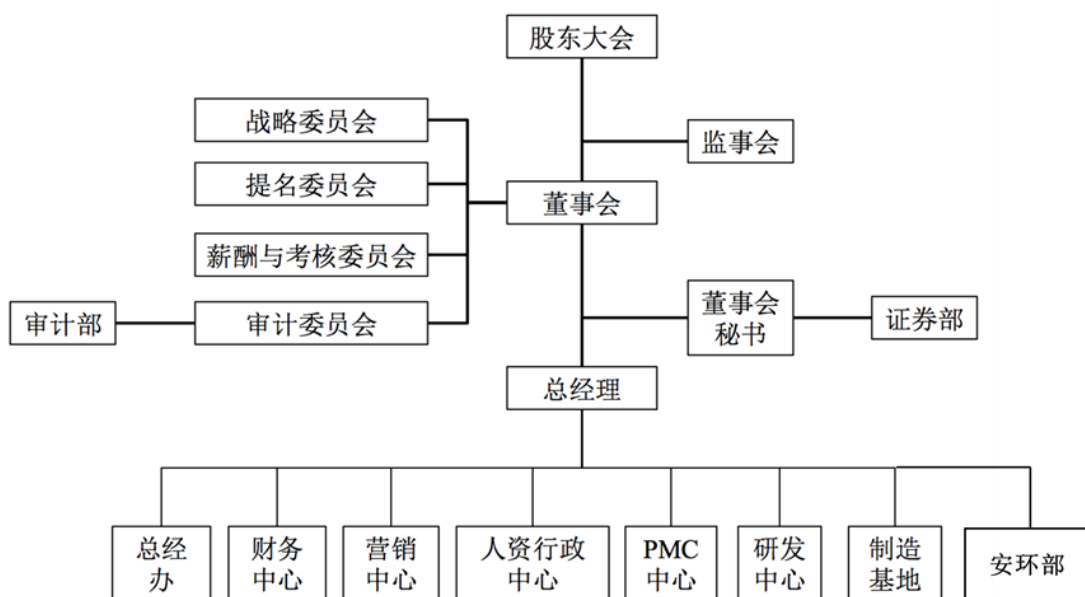 股东大会
战略委员会
监事会
提名委员会
董事会
薪酬与考核委员会
审计部
审计委员会
董事会
秘书
证券部
总经理
总经
办
财务
中心
营销
中心
人资行政
中心
PMC
中心
研发
中心
制造
基地
安环部